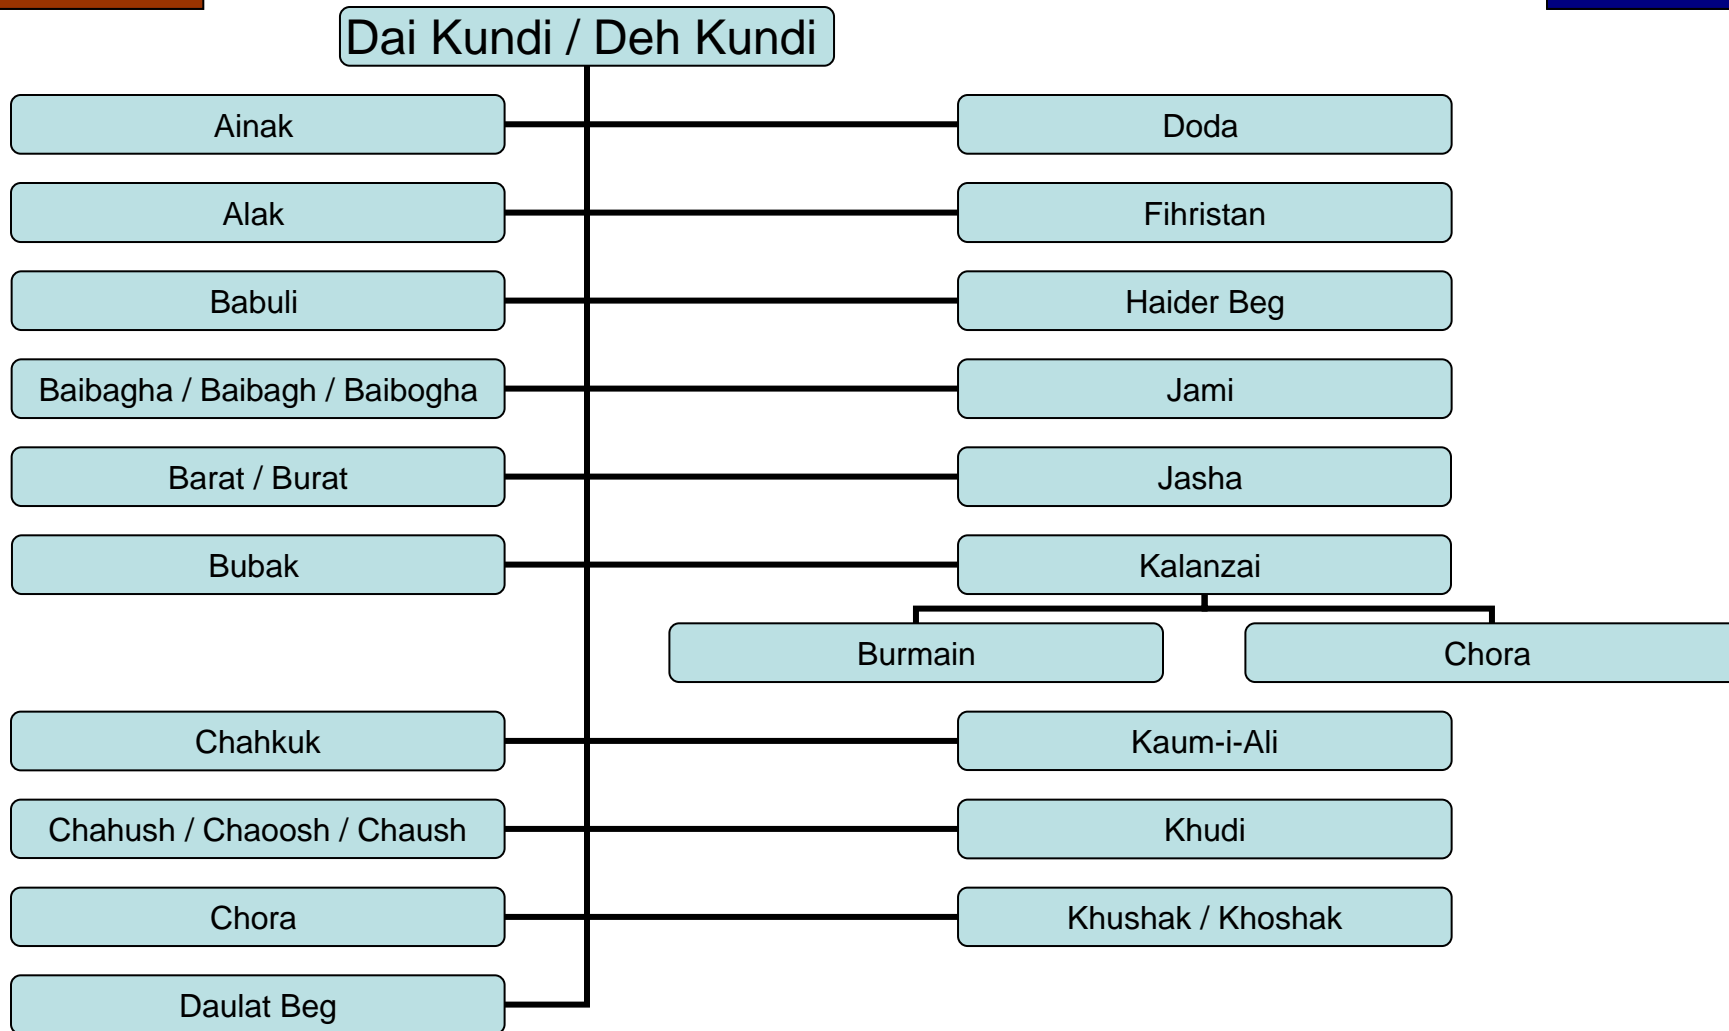 Dai Kundi / Deh Kundi
Ainak
Doda
Alak
Fihristan
Babuli
Haider Beg
Baibagha / Baibagh / Baibogha
Jami
Barat / Burat
Jasha
Bubak
Kalanzai
Burmain
Chora
Chahkuk
Kaum-i-Ali
Chahush / Chaoosh / Chaush
Khudi
Chora
Khushak / Khoshak
Daulat Beg